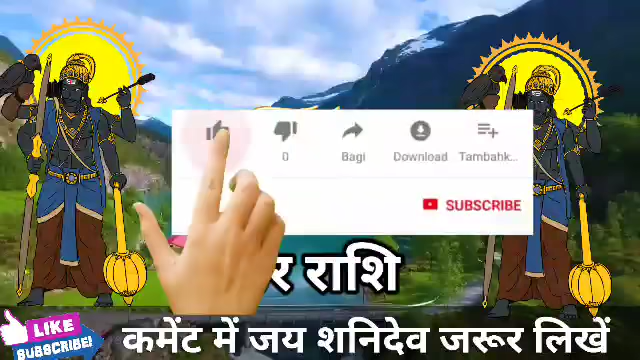 0 Bagi Download Tambahk...
SUBSCRIBE
र राशि
LIKE
SUBSCRIBE!
कमेंट में जय शनिदेव जरूर लिखें